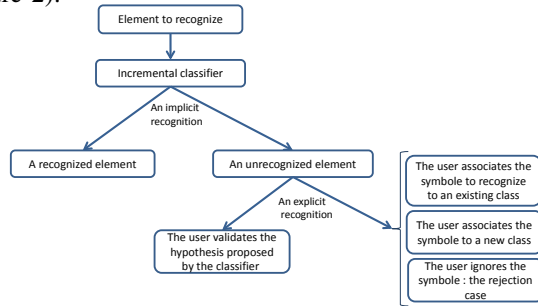 re 2).
Element to recognize
Incremental classifier
An implicit
recognition
A recognized element
An unrecognized element
An explicit
recognition
The user validates the
hypothesis proposed
by the classifier
The user associates the
symbole to recognize
to an existing class
The user associates the
symbole to a new class
The user ignores the
symbole : the rejection
case